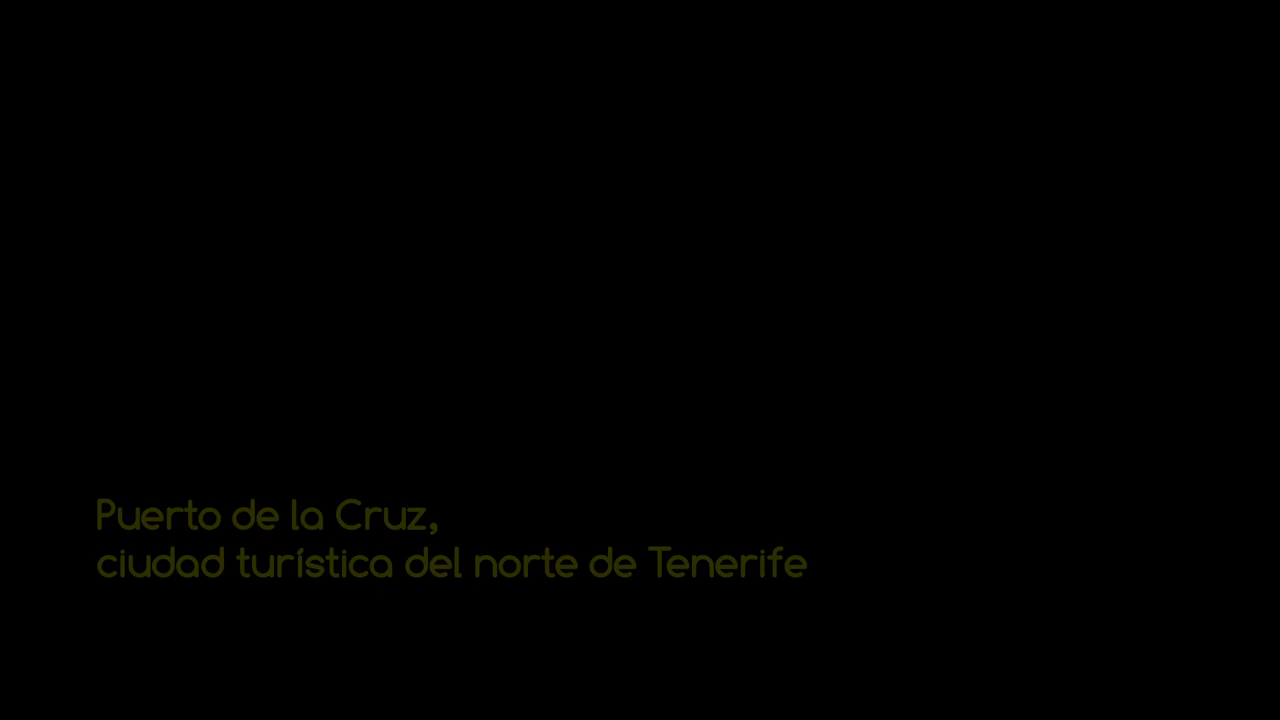 Puerto de la Cruz,
ciudad turística del norte de Tenerife